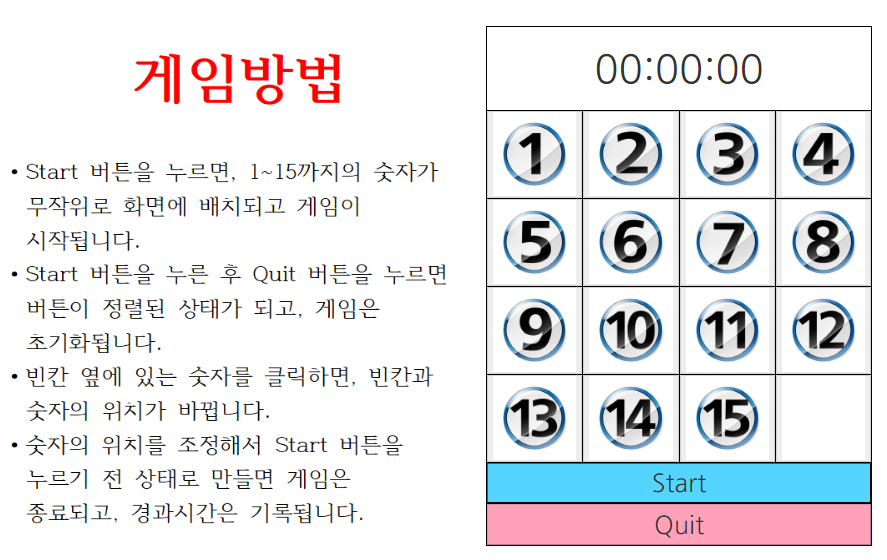 게임방법
• Start 버튼을 누르면, 1~15까지의 숫자가
무작위로 화면에 배치되고 게임이
시작됩니다.
• Start 버튼을 누른 후 Quit 버튼을 누르면
버튼이 정렬된 상태가 되고, 게임은
초기화됩니다.
• 빈칸 옆에 있는 숫자를 클릭하면, 빈칸과
숫자의 위치가 바뀝니다.
• 숫자의 위치를 조정해서 Start 버튼을
누르기 전 상태로 만들면 게임은
종료되고, 경과시간은 기록됩니다.
00:00:00
1 2 3 4
5 6 7 8
9 10 11 12
13 14 15
Start
Quit